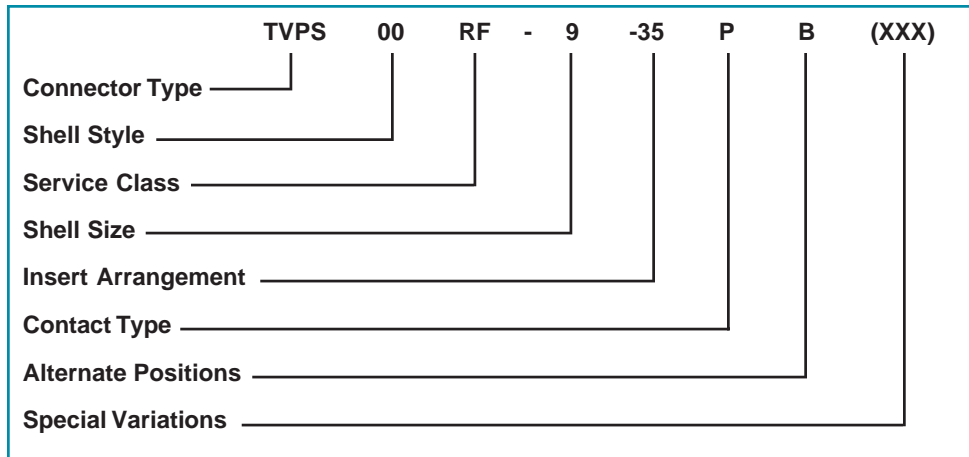 TVPS 00 RF - 9 -35 P B (XXX)
Connector Type
Shell Style
Service Class
Shell Size
Insert Arrangement
Contact Type
Alternate Positions
Special Variations